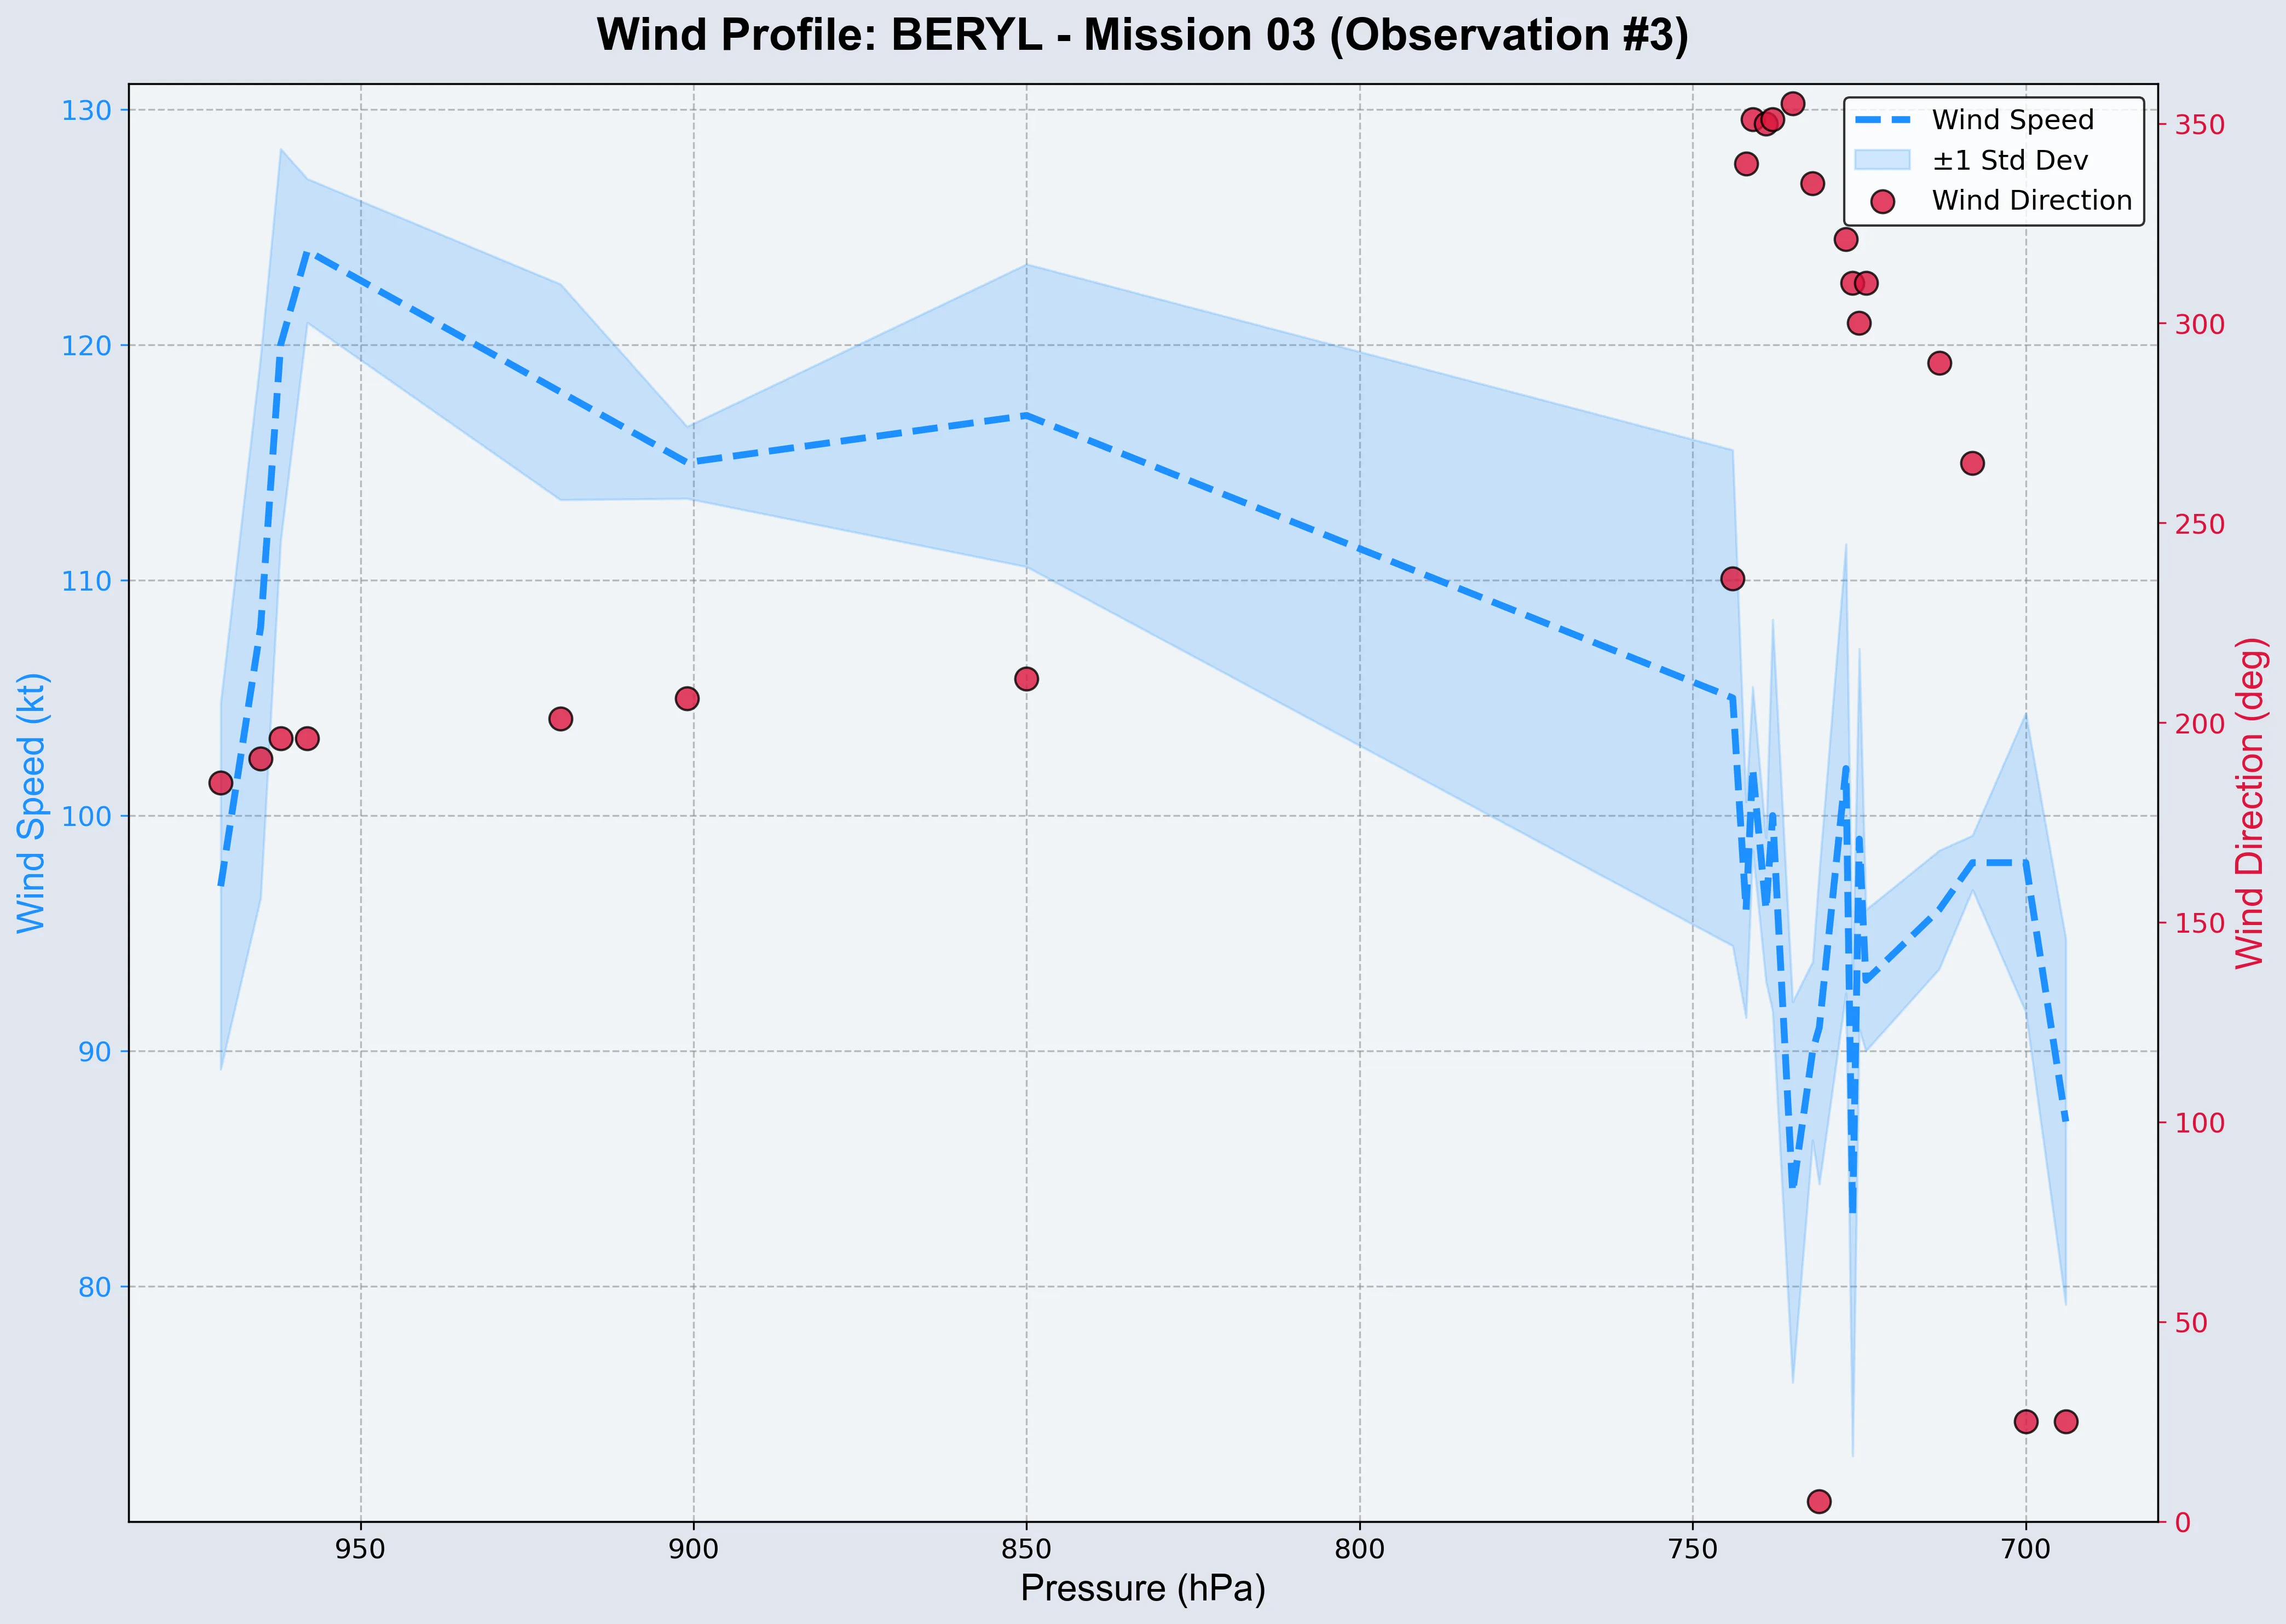 Wind Profile: BERYL - Mission 03 (Observation #3)
Wind Speed
±1 Std Dev
Wind Direction
Wind Speed (kt)
130
120
110
100
90
80
350
300
250
200
150
100
50
0
Wind Direction (deg)
950
900
850
800
750
700
Pressure (hPa)